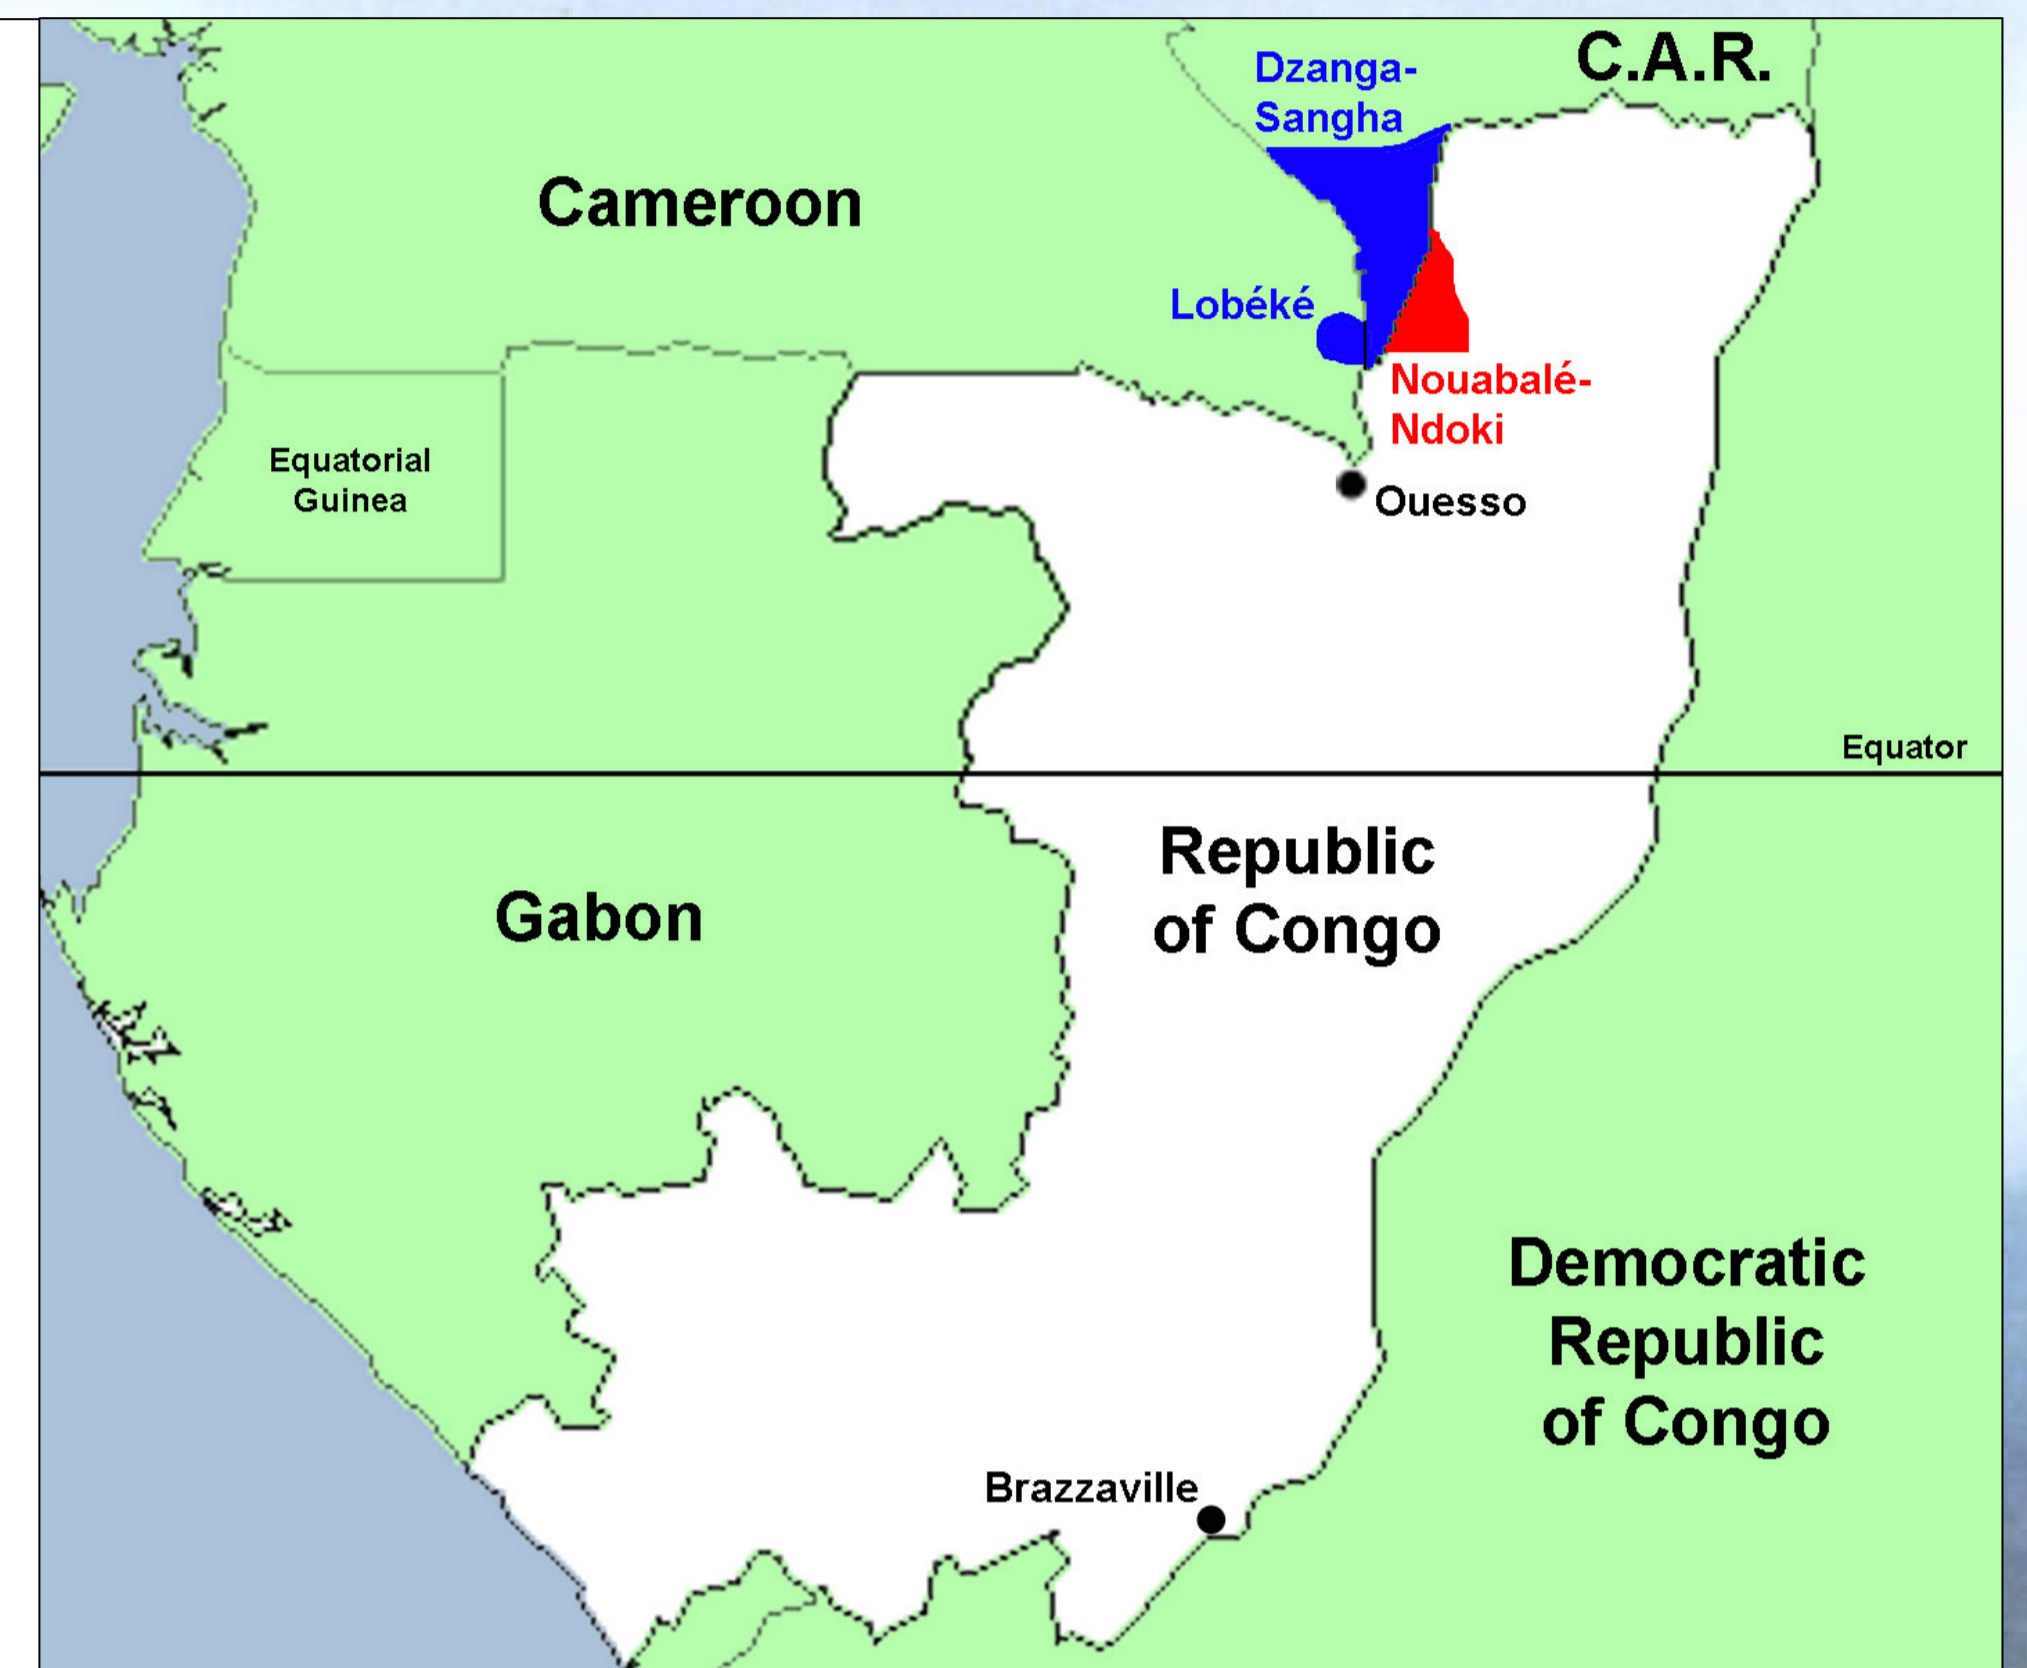 C.A.R.
Dzanga-
Sangha
Cameroon
Lobéké
Nouabalé-
Ndoki
Equatorial
Guinea
Ouesso
Equator
Republic
of Congo
Gabon
Democratic
Republic
of Congo
Brazzaville